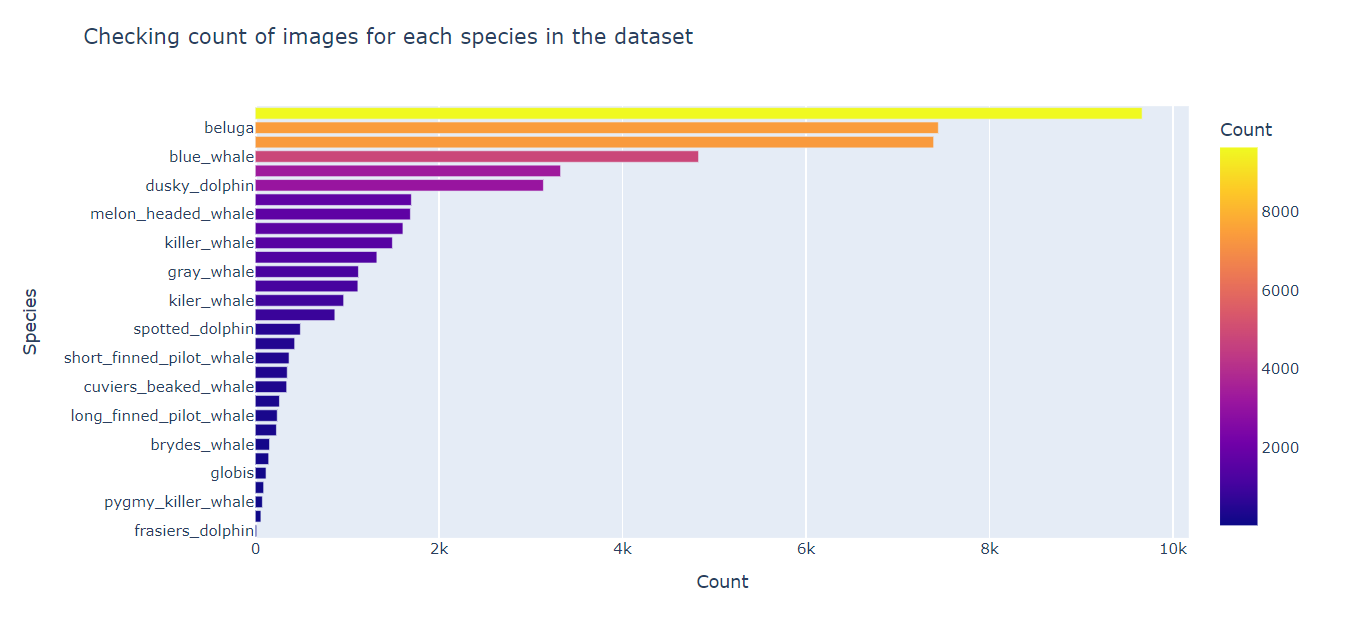 Checking count of images for each species in the dataset
Count
Species
beluga
blue_whale
dusky_dolphin
melon_headed_whale
killer_whale
gray_whale
kiler_whale
spotted_dolphin
short_finned_pilot_whale
cuviers_beaked_whale
long_finned_pilot_whale
brydes_whale
globis
pygmy_killer_whale
frasiers_dolphin
8000
6000
4000
2000
0 2k 4k 6k 8k 10k
Count